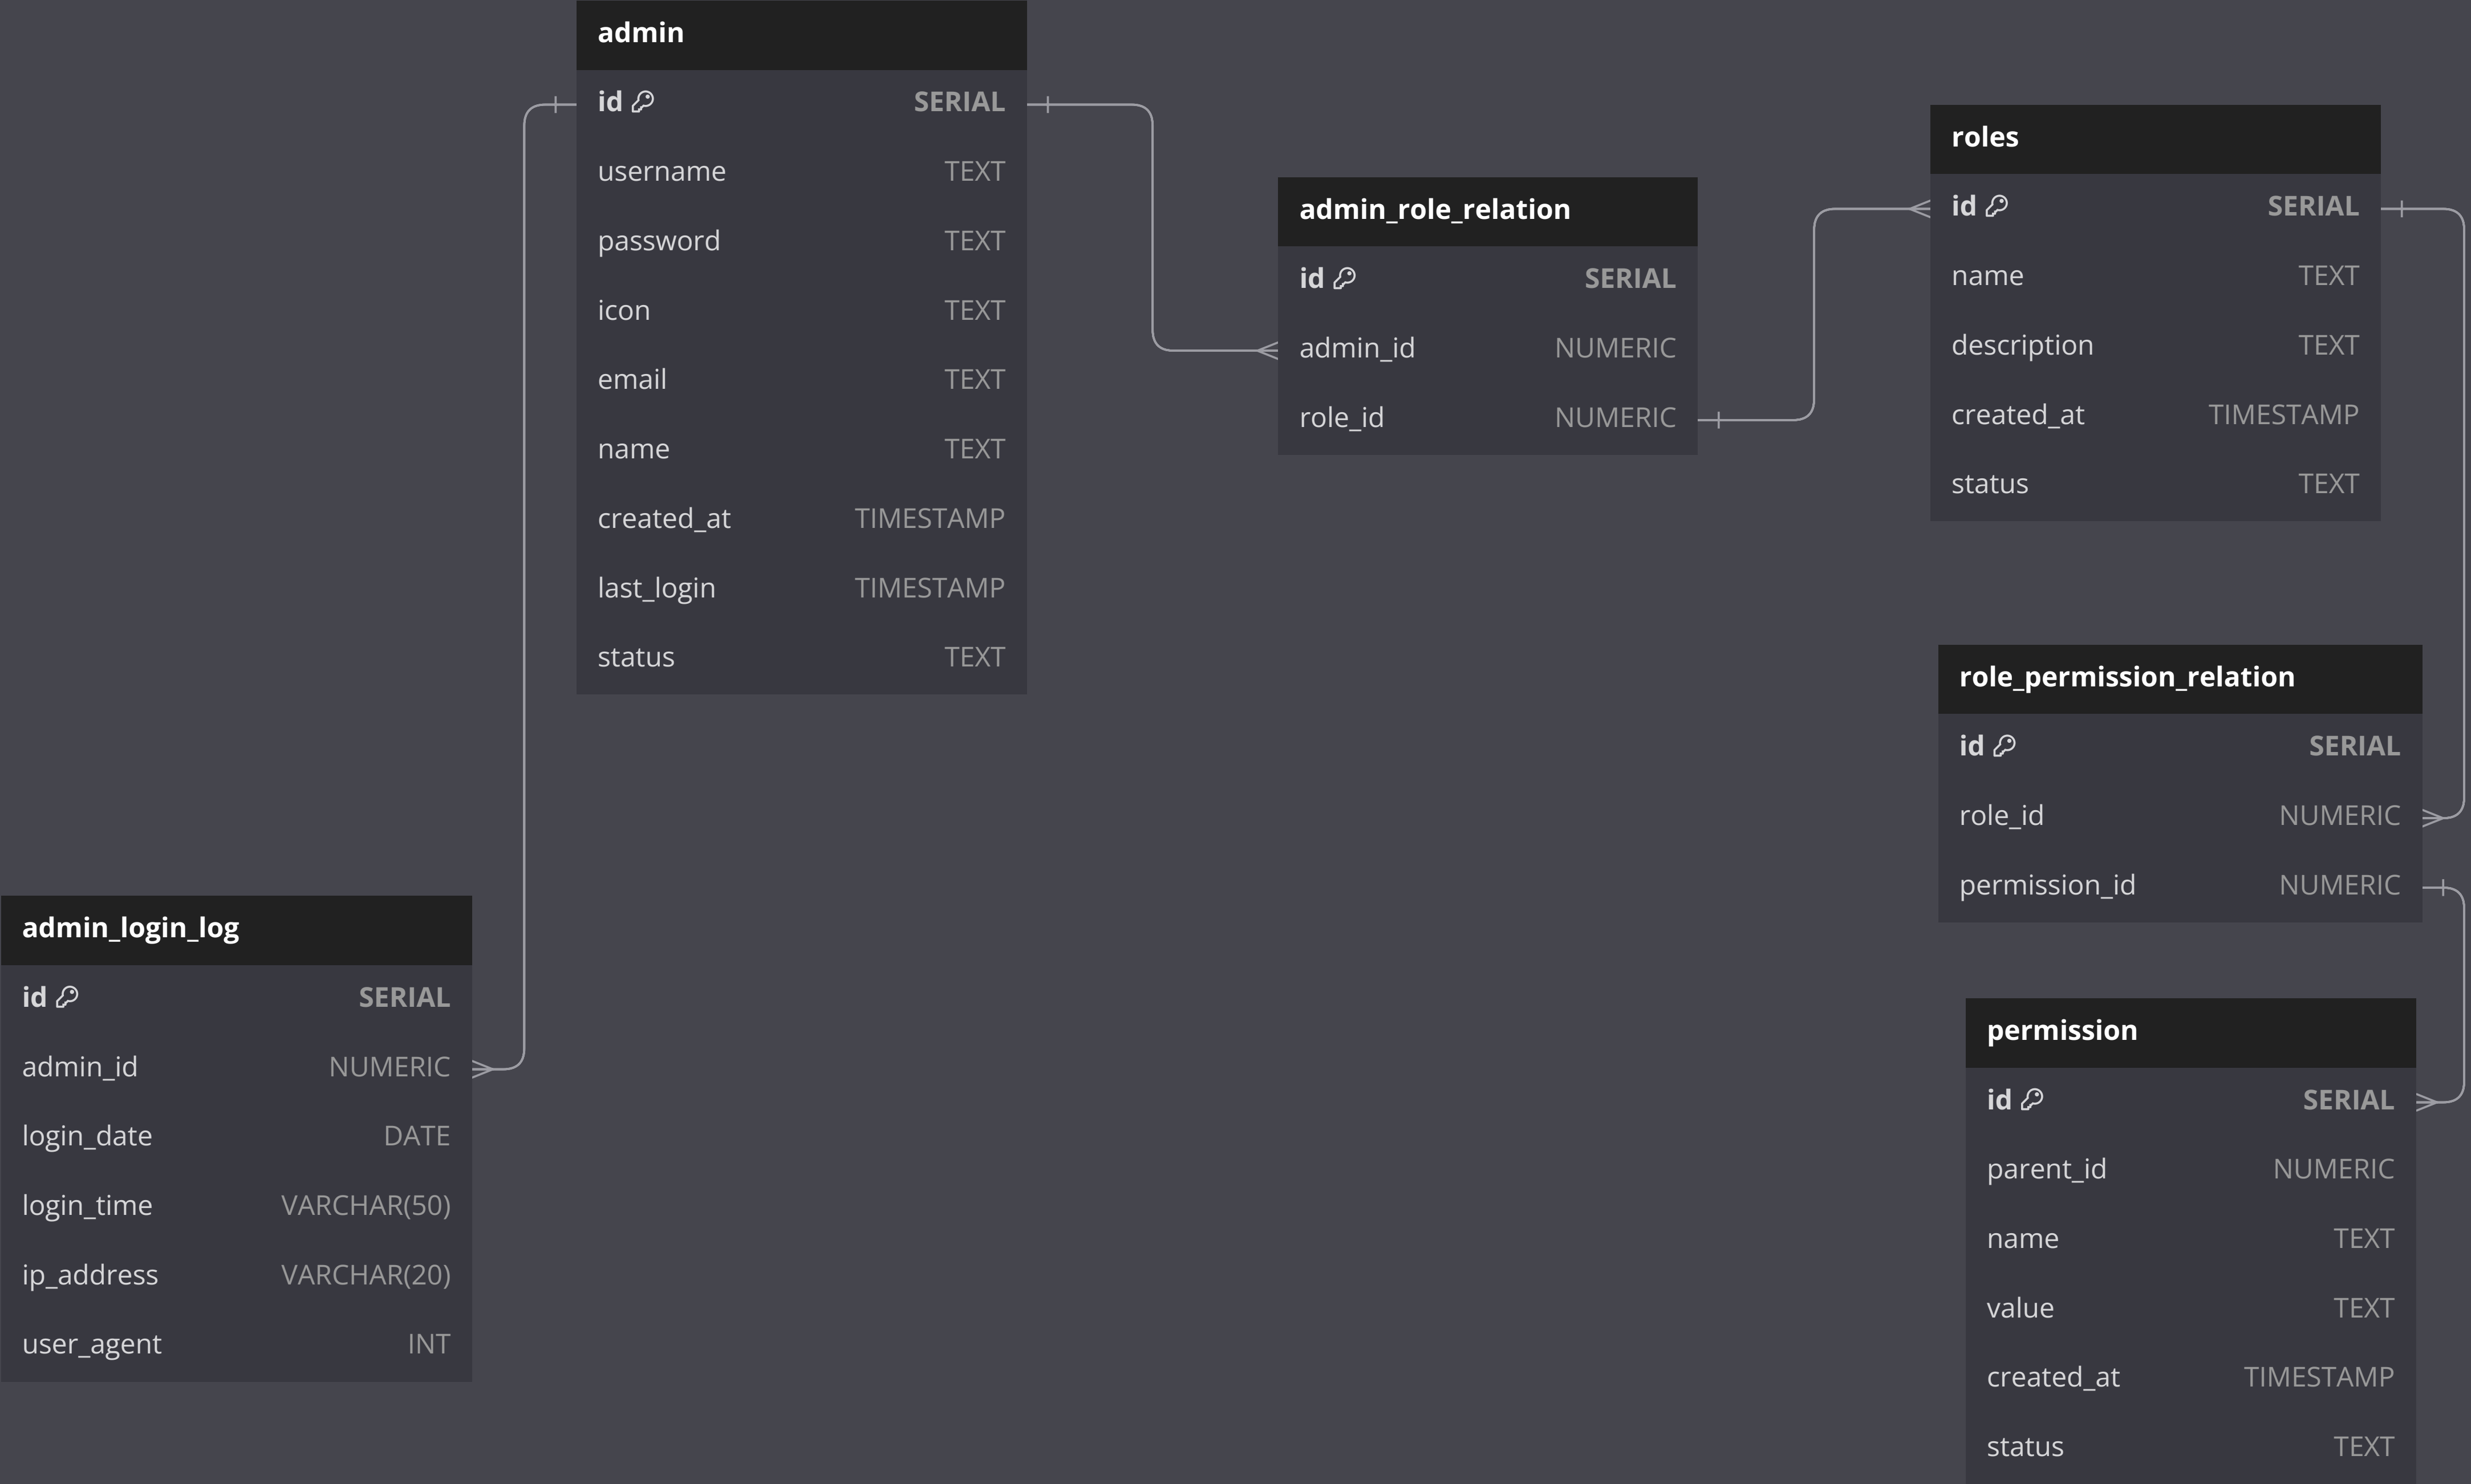 admin
id SERIAL
username TEXT
password TEXT
icon TEXT
email TEXT
name TEXT
created_at TIMESTAMP
last_login TIMESTAMP
status TEXT
admin_role_relation
id SERIAL
admin_id NUMERIC
role_id NUMERIC
roles
id SERIAL
name TEXT
description TEXT
created_at TIMESTAMP
status TEXT
role_permission_relation
id SERIAL
role_id NUMERIC
permission_id NUMERIC
admin_login_log
id SERIAL
admin_id NUMERIC
login_date DATE
login_time VARCHAR(50)
ip_address VARCHAR(20)
user_agent INT
permission
id SERIAL
parent_id NUMERIC
name TEXT
value TEXT
created_at TIMESTAMP
status TEXT